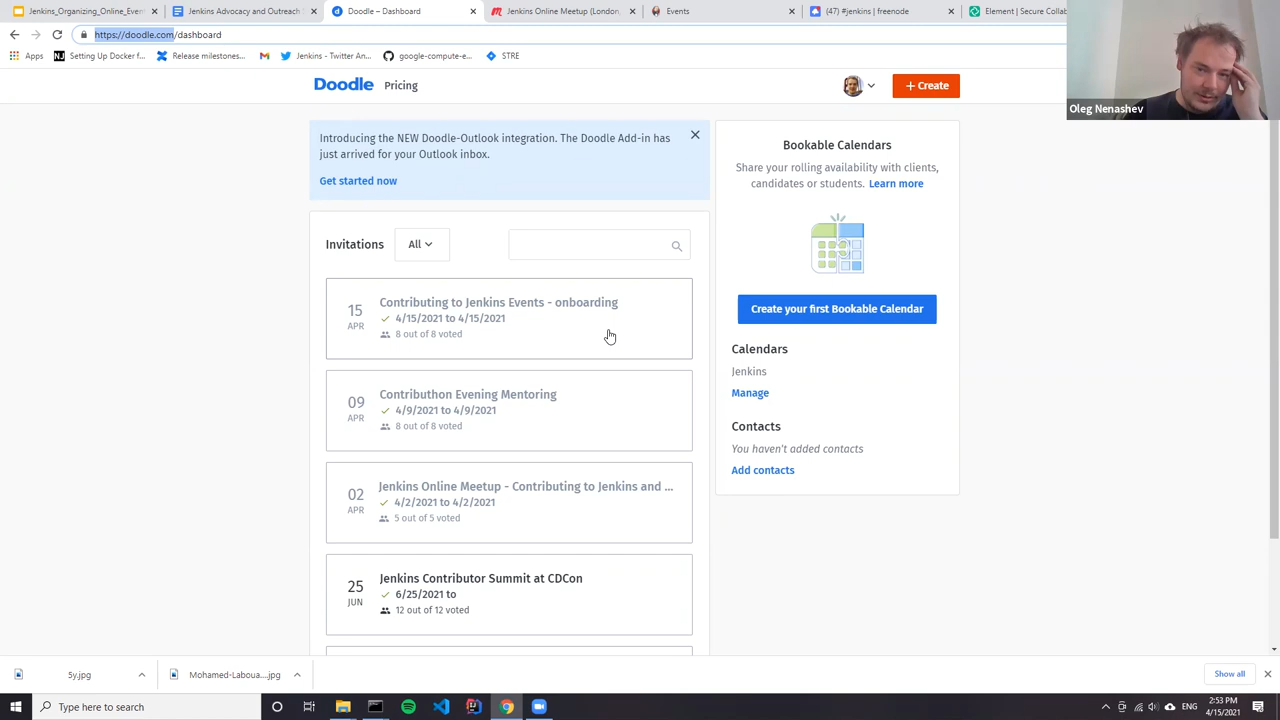 Jenkins_Organizing_Online_Even
Jenkins Advocacy and Outreach S
Doodle – Dashboard
Jenkins Online Meetup (London,
Events
#jenkins | freenode
Element | Secure Collab
https://doodle.com/dashboard
Apps
Setting Up Docker f...
Release milestones...
Jenkins - Twitter An...
google-compute-e...
STRE
Oleg Nenashev
Doodle
Pricing
+ Create
Introducing the NEW Doodle-Outlook integration. The Doodle Add-in has
just arrived for your Outlook inbox.
Get started now
Invitations
All
15
APR
Contributing to Jenkins Events - onboarding
4/15/2021 to 4/15/2021
8 out of 8 voted
09
APR
Contributhon Evening Mentoring
4/9/2021 to 4/9/2021
8 out of 8 voted
02
APR
Jenkins Online Meetup - Contributing to Jenkins and ...
4/2/2021 to 4/2/2021
5 out of 5 voted
25
JUN
Jenkins Contributor Summit at CDCon
6/25/2021 to
12 out of 12 voted
Bookable Calendars
Share your rolling availability with clients,
candidates or students. Learn more
Create your first Bookable Calendar
Calendars
Jenkins
Manage
Contacts
You haven't added contacts
Add contacts
5y.jpg
Mohamed-Laboua....jpg
Show all
Type here to search
ENG
2:53 PM
4/15/2021